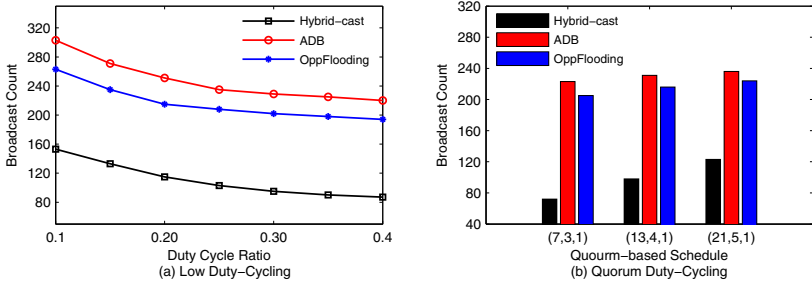 320
280
240
200
160
120
80
Broadcast Count
Hybrid-cast
ADB
OppFlooding
0.1
0.20
0.30
0.4
Duty Cycle Ratio
(a) Low Duty-Cycling
320
280
240
200
160
120
80
40
Broadcast Count
Hybrid-cast
ADB
OppFlooding
(7,3,1)
(13,4,1)
(21,5,1)
Quourm-based Schedule
(b) Quorum Duty-Cycling